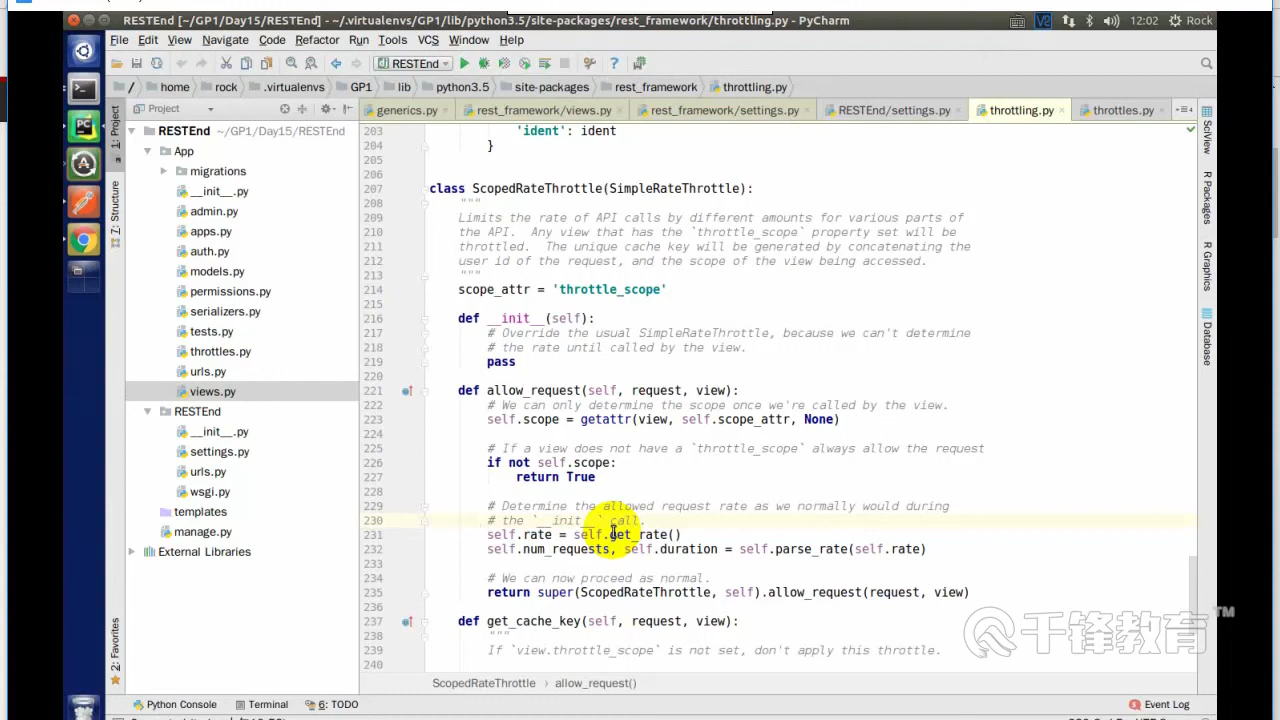 RESTEnd [~/GP1/Day15/RESTEnd] - ~/.virtualenvs/GP1/lib/python3.5/site-packages/rest_framework/throttling.py - PyCharm
V2 12:02 Rock
File Edit View Navigate Code Refactor Run Tools VCS Window Help
RESTEnd
/ home rock .virtualenvs GP1 lib python3.5 site-packages rest_framework throttling.py
Project
generics.py rest_framework/views.py rest_framework/settings.py RESTEnd/settings.py throttling.py throttles.py
1: Project
7: Structure
2: Favorites
RESTEnd ~/GP1/Day15/RESTEnd
App
migrations
__init__.py
admin.py
apps.py
auth.py
models.py
permissions.py
serializers.py
tests.py
throttles.py
urls.py
views.py
RESTEnd
__init__.py
settings.py
urls.py
wsgi.py
templates
manage.py
External Libraries
203 'ident': ident
204 }
205
206
207 class ScopedRateThrottle(SimpleRateThrottle):
208 """
209 Limits the rate of API calls by different amounts for various parts of
210 the API. Any view that has the `throttle_scope` property set will be
211 throttled. The unique cache key will be generated by concatenating the
212 user id of the request, and the scope of the view being accessed.
213 """
214 scope_attr = 'throttle_scope'
215
216 def __init__(self):
217 # Override the usual SimpleRateThrottle, because we can't determine
218 # the rate until called by the view.
219 pass
220
221 def allow_request(self, request, view):
222 # We can only determine the scope once we're called by the view.
223 self.scope = getattr(view, self.scope_attr, None)
224
225 # If a view does not have a `throttle_scope` always allow the request
226 if not self.scope:
227 return True
228
229 # Determine the allowed request rate as we normally would during
230 # the `__init__` call.
231 self.rate = self.get_rate()
232 self.num_requests, self.duration = self.parse_rate(self.rate)
233
234 # We can now proceed as normal.
235 return super(ScopedRateThrottle, self).allow_request(request, view)
236
237 def get_cache_key(self, request, view):
238 """
239 If `view.throttle_scope` is not set, don't apply this throttle.
240
SciView
R Packages
R Graphics
Database
千锋教育 TM
ScopedRateThrottle › allow_request()
Python Console Terminal 6: TODO Event Log